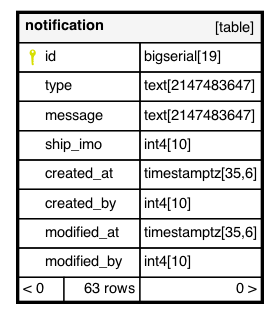 notification [table]
id bigserial[19]
type text[2147483647]
message text[2147483647]
ship_imo int4[10]
created_at timestamptz[35,6]
created_by int4[10]
modified_at timestamptz[35,6]
modified_by int4[10]
< 0 63 rows 0 >